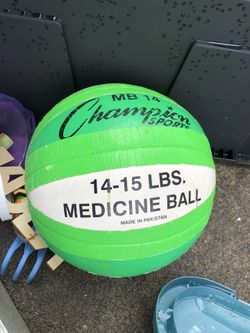 MB 14
Champion
SPORTS
14-15 LBS.
MEDICINE BALL
MADE IN PAKISTAN